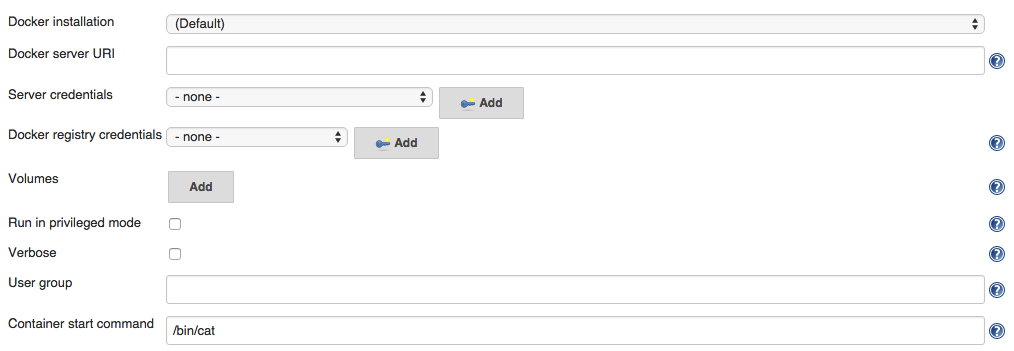 Docker installation (Default)
Docker server URI
Server credentials - none - Add
Docker registry credentials - none - Add
Volumes Add
Run in privileged mode
Verbose
User group
Container start command /bin/cat